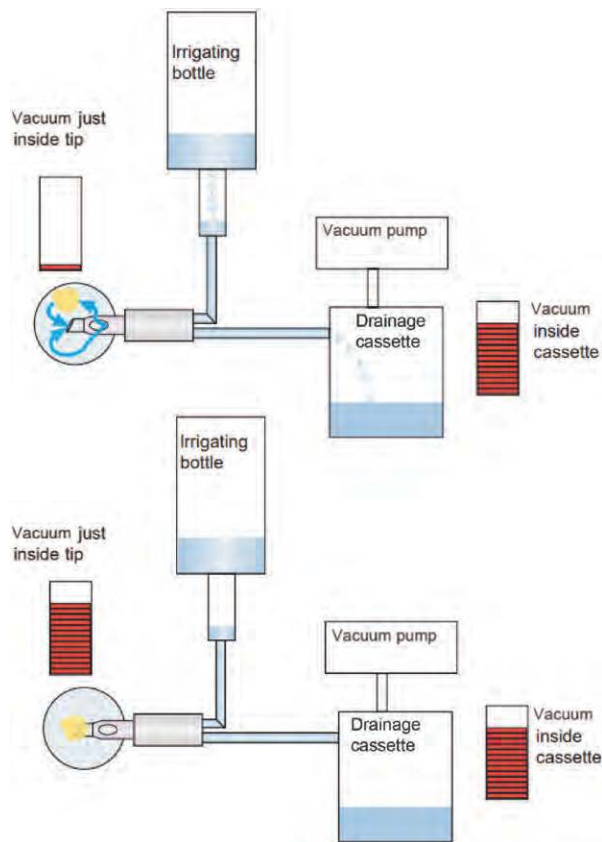 Irrigating
bottle
Vacuum just
inside tip
Vacuum pump
Drainage
cassette
Vacuum
inside
cassette
Irrigating
bottle
Vacuum just
inside tip
Vacuum pump
Drainage
cassette
Vacuum
inside
cassette